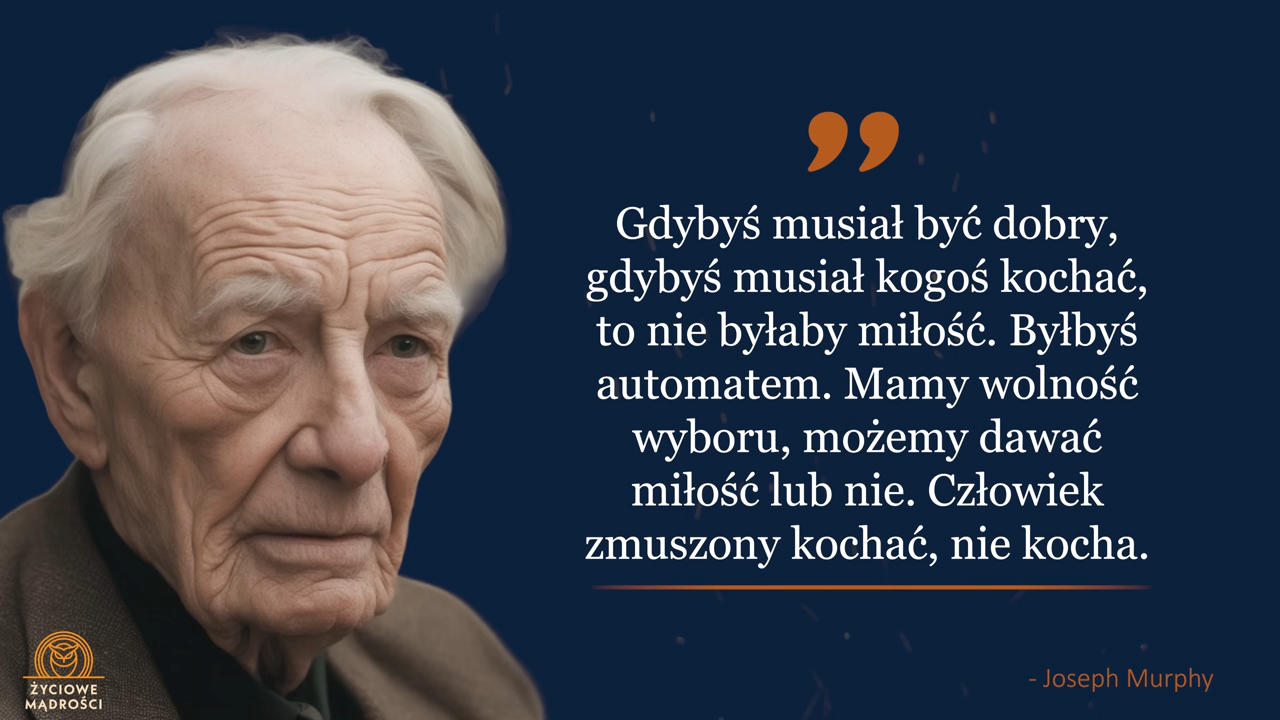 ”
Gdybyś musiał być dobry,
gdybyś musiał kogoś kochać,
to nie byłaby miłość. Byłbyś
automatem. Mamy wolność
wyboru, możemy dawać
miłość lub nie. Człowiek
zmuszony kochać, nie kocha.
- Joseph Murphy
ŻYCIOWE
MĄDROŚCI